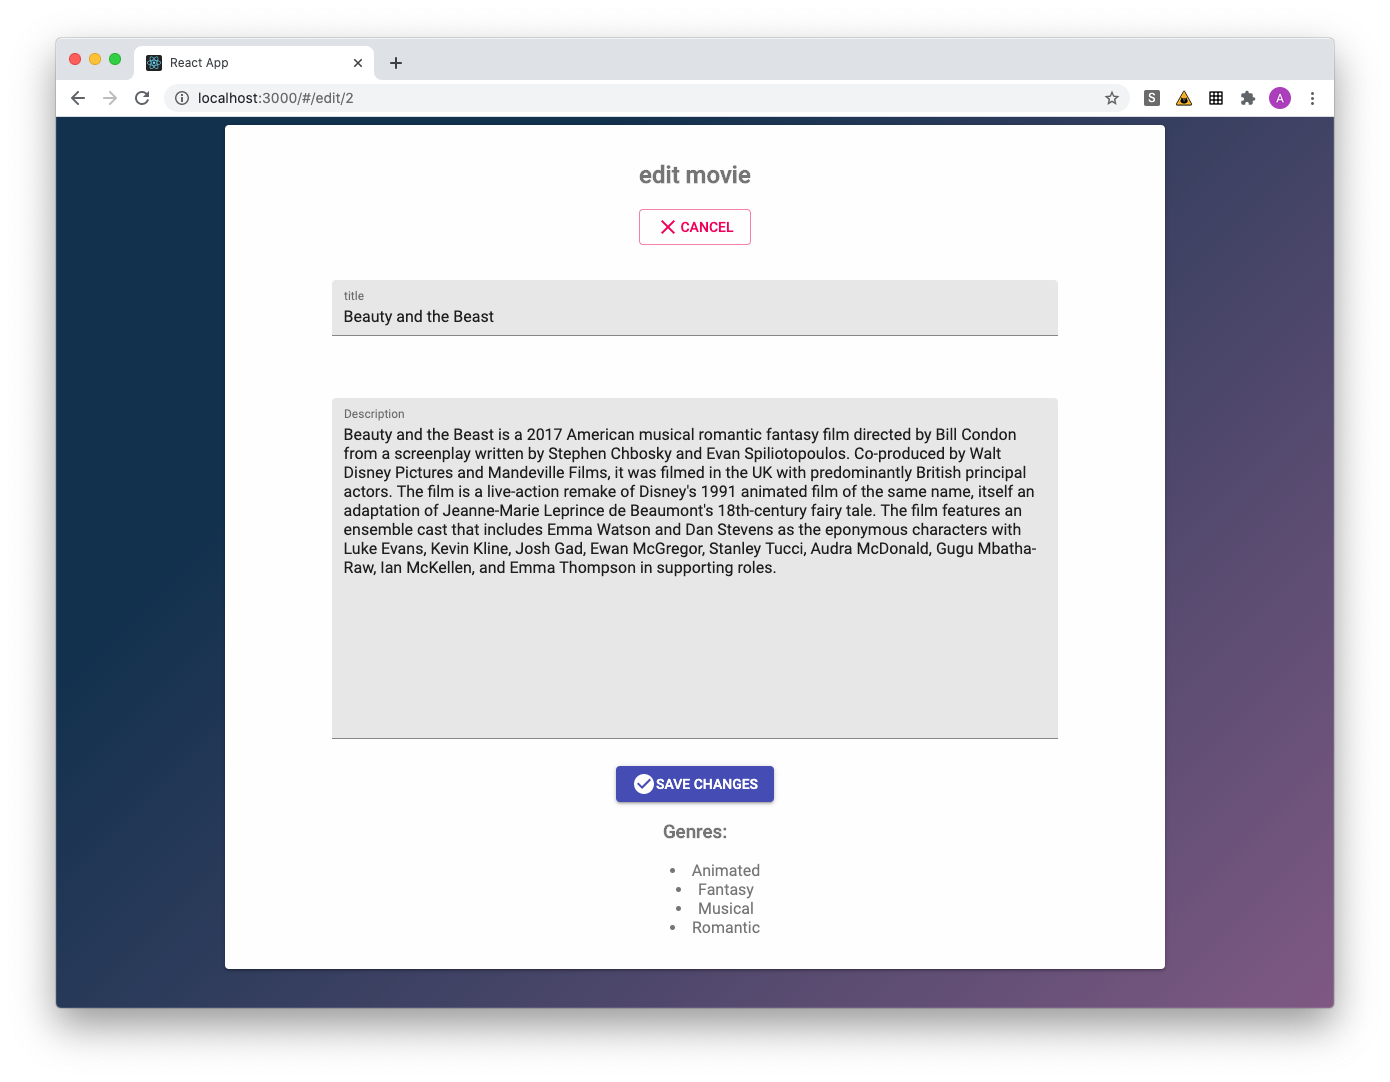 React App
localhost:3000/#/edit/2
S
A
edit movie
CANCEL
title
Beauty and the Beast
Description
Beauty and the Beast is a 2017 American musical romantic fantasy film directed by Bill Condon
from a screenplay written by Stephen Chbosky and Evan Spiliotopoulos. Co-produced by Walt
Disney Pictures and Mandeville Films, it was filmed in the UK with predominantly British principal
actors. The film is a live-action remake of Disney's 1991 animated film of the same name, itself an
adaptation of Jeanne-Marie Leprince de Beaumont's 18th-century fairy tale. The film features an
ensemble cast that includes Emma Watson and Dan Stevens as the eponymous characters with
Luke Evans, Kevin Kline, Josh Gad, Ewan McGregor, Stanley Tucci, Audra McDonald, Gugu Mbatha-
Raw, Ian McKellen, and Emma Thompson in supporting roles.
SAVE CHANGES
Genres:
• Animated
• Fantasy
• Musical
• Romantic